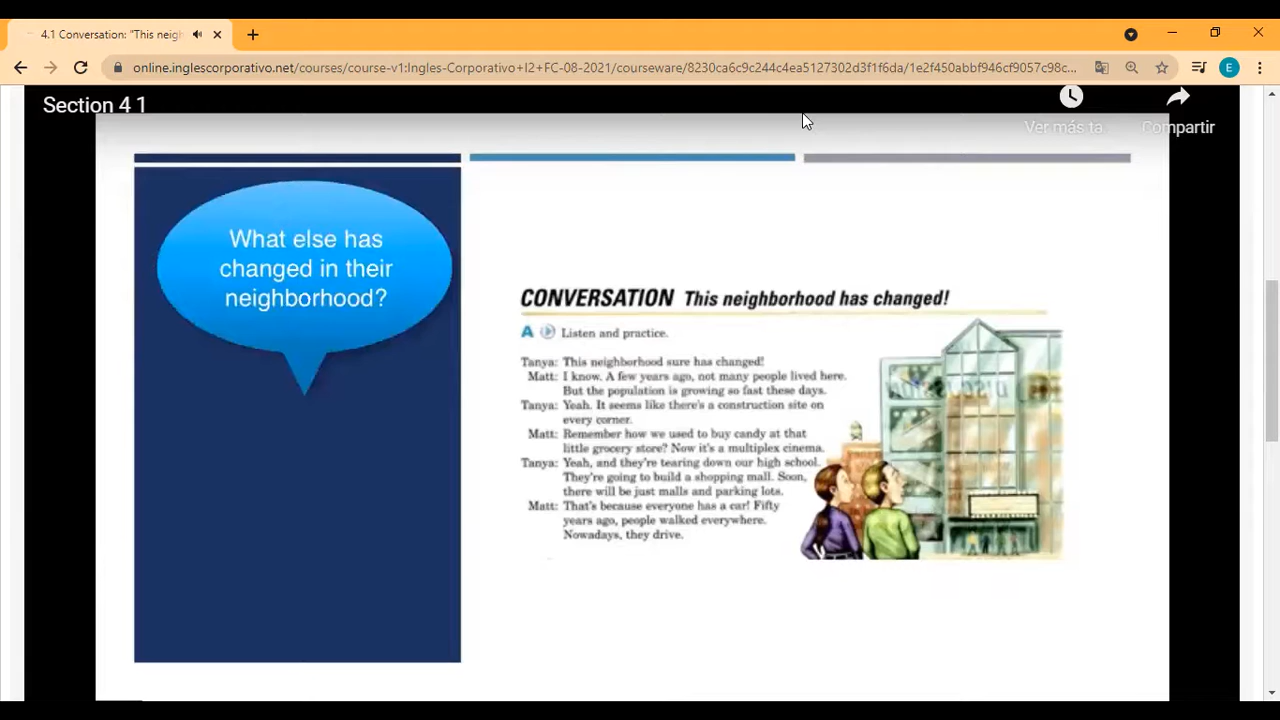 4.1 Conversation: "This neigh
online.inglescorporativo.net/courses/course-v1:Ingles-Corporativo+I2+FC-08-2021/courseware/8230ca6c9c244c4ea5127302d3f1f6da/1e2f450abbf946cf9057c98c...
E
Section 4 1
Ver más ta
Compartir
What else has
changed in their
neighborhood?
CONVERSATION This neighborhood has changed!
A Listen and practice.
Tanya: This neighborhood sure has changed!
Matt: I know. A few years ago, not many people lived here.
But the population is growing so fast these days.
Tanya: Yeah. It seems like there's a construction site on
every corner.
Matt: Remember how we used to buy candy at that
little grocery store? Now it's a multiplex cinema.
Tanya: Yeah, and they're tearing down our high school.
They're going to build a shopping mall. Soon,
there will be just malls and parking lots.
Matt: That's because everyone has a car! Fifty
years ago, people walked everywhere.
Nowadays, they drive.